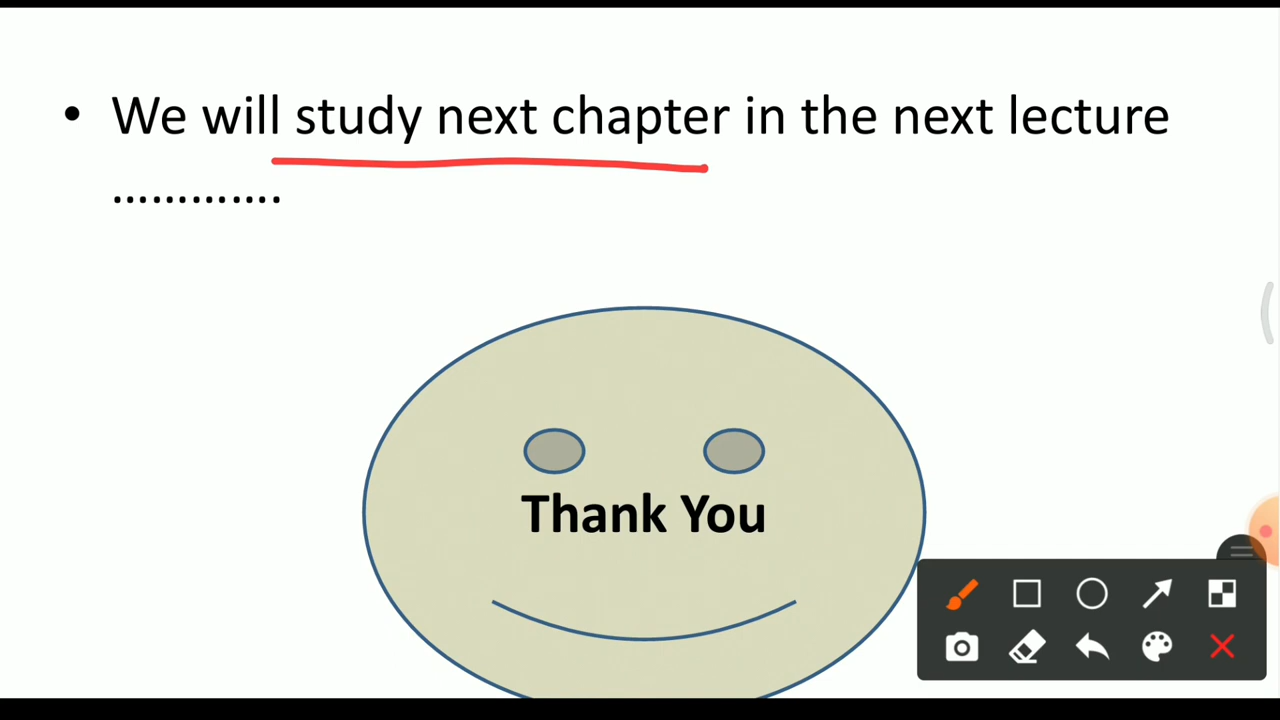 • We will study next chapter in the next lecture
………….
Thank You